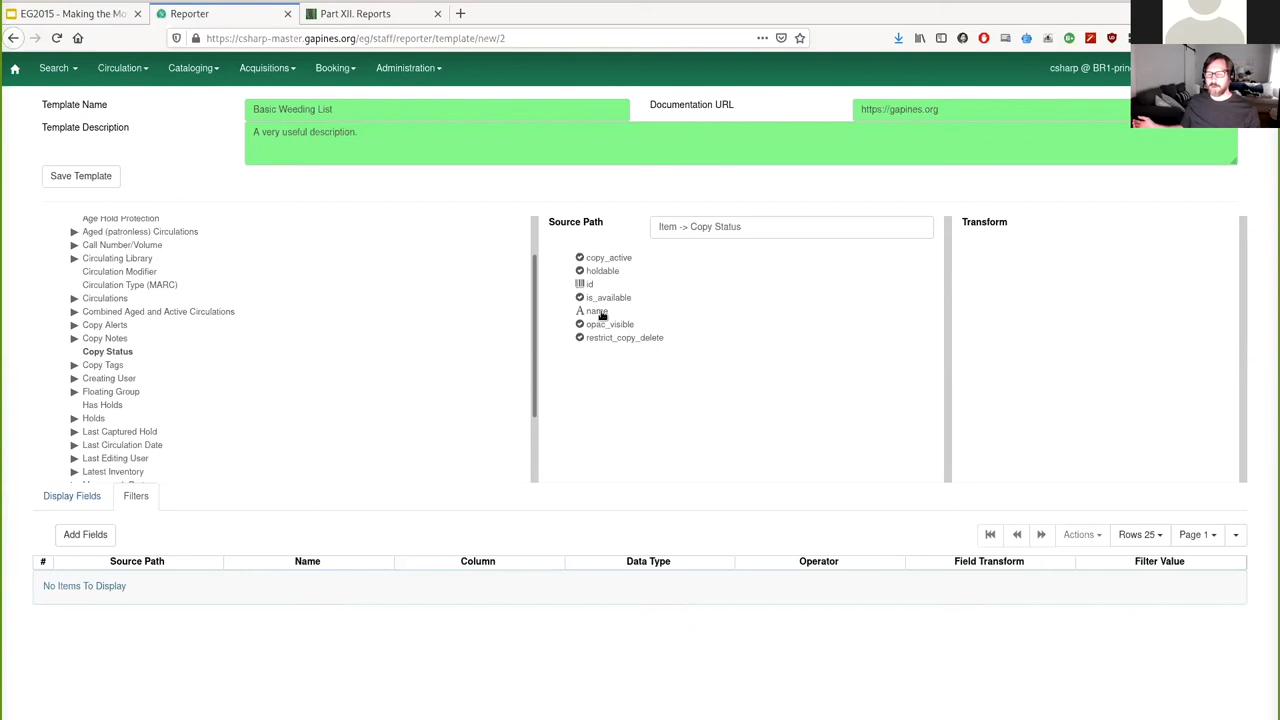 EG2015 - Making the Mo
Reporter
Part XII. Reports
https://csharp-master.gapines.org/eg/staff/reporter/template/new/2
Search
Circulation
Cataloging
Acquisitions
Booking
Administration
csharp @ BR1-prin
Template Name
Basic Weeding List
Documentation URL
https://gapines.org
Template Description
A very useful description.
Save Template
Age Hold Protection
Aged (patronless) Circulations
Call Number/Volume
Circulating Library
Circulation Modifier
Circulation Type (MARC)
Circulations
Combined Aged and Active Circulations
Copy Alerts
Copy Notes
Copy Status
Copy Tags
Creating User
Floating Group
Has Holds
Holds
Last Captured Hold
Last Circulation Date
Last Editing User
Latest Inventory
Source Path
Item -> Copy Status
copy_active
holdable
id
is_available
name
opac_visible
restrict_copy_delete
Transform
Display Fields
Filters
Add Fields
Actions
Rows 25
Page 1
# Source Path Name Column Data Type Operator Field Transform Filter Value
No Items To Display